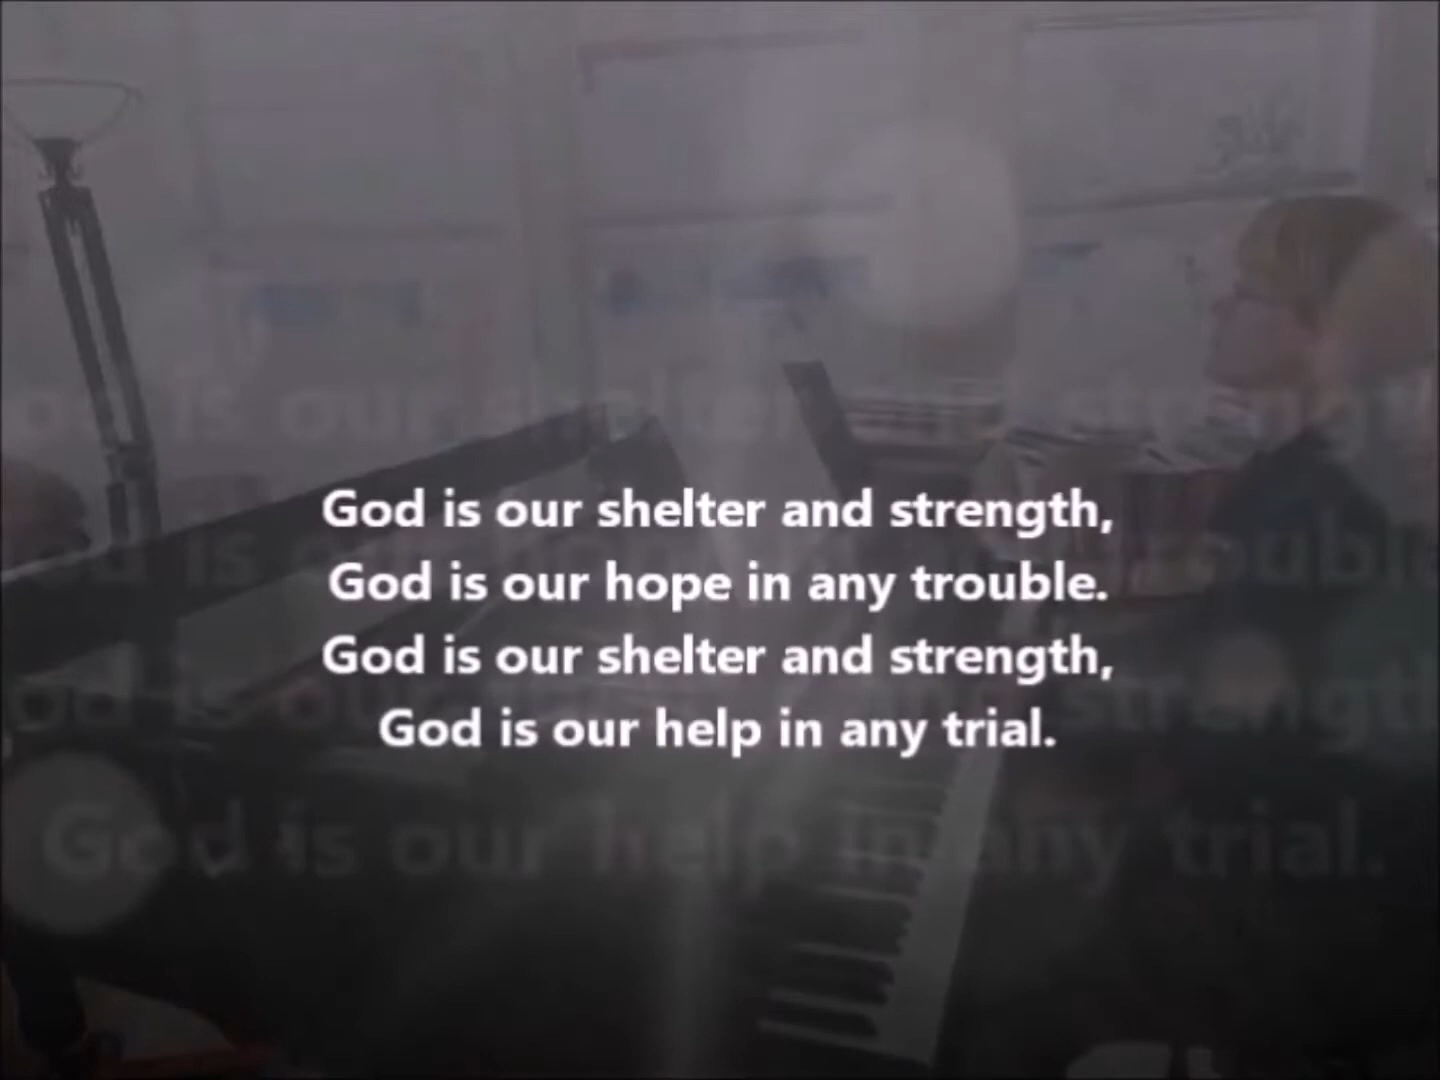 God is our shelter and strength,
God is our hope in any trouble.
God is our shelter and strength,
God is our help in any trial.